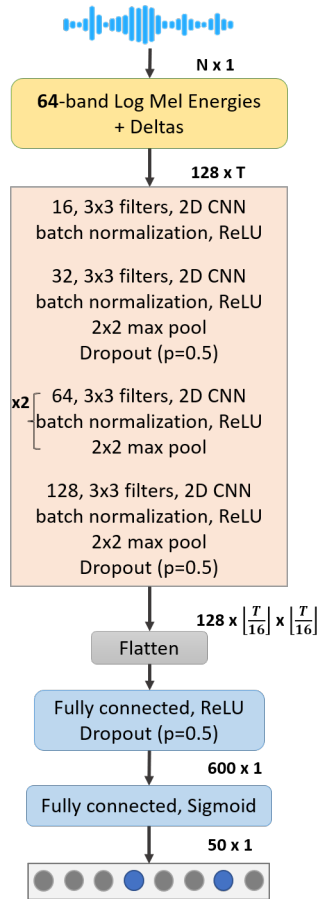 N x 1
64-band Log Mel Energies
+ Deltas
128 x T
16, 3x3 filters, 2D CNN
batch normalization, ReLU
32, 3x3 filters, 2D CNN
batch normalization, ReLU
2x2 max pool
Dropout (p=0.5)
x2
64, 3x3 filters, 2D CNN
batch normalization, ReLU
2x2 max pool
128, 3x3 filters, 2D CNN
batch normalization, ReLU
2x2 max pool
Dropout (p=0.5)
128 x ⌊T/16⌋ x ⌊T/16⌋
Flatten
Fully connected, ReLU
Dropout (p=0.5)
600 x 1
Fully connected, Sigmoid
50 x 1